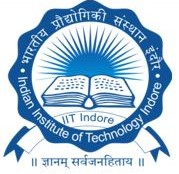 भारतीय प्रौद्योगिकी संस्थान इंदौर
IIT Indore
Indian Institute of Technology Indore
॥ ज्ञानम् सर्वजनहिताय ॥